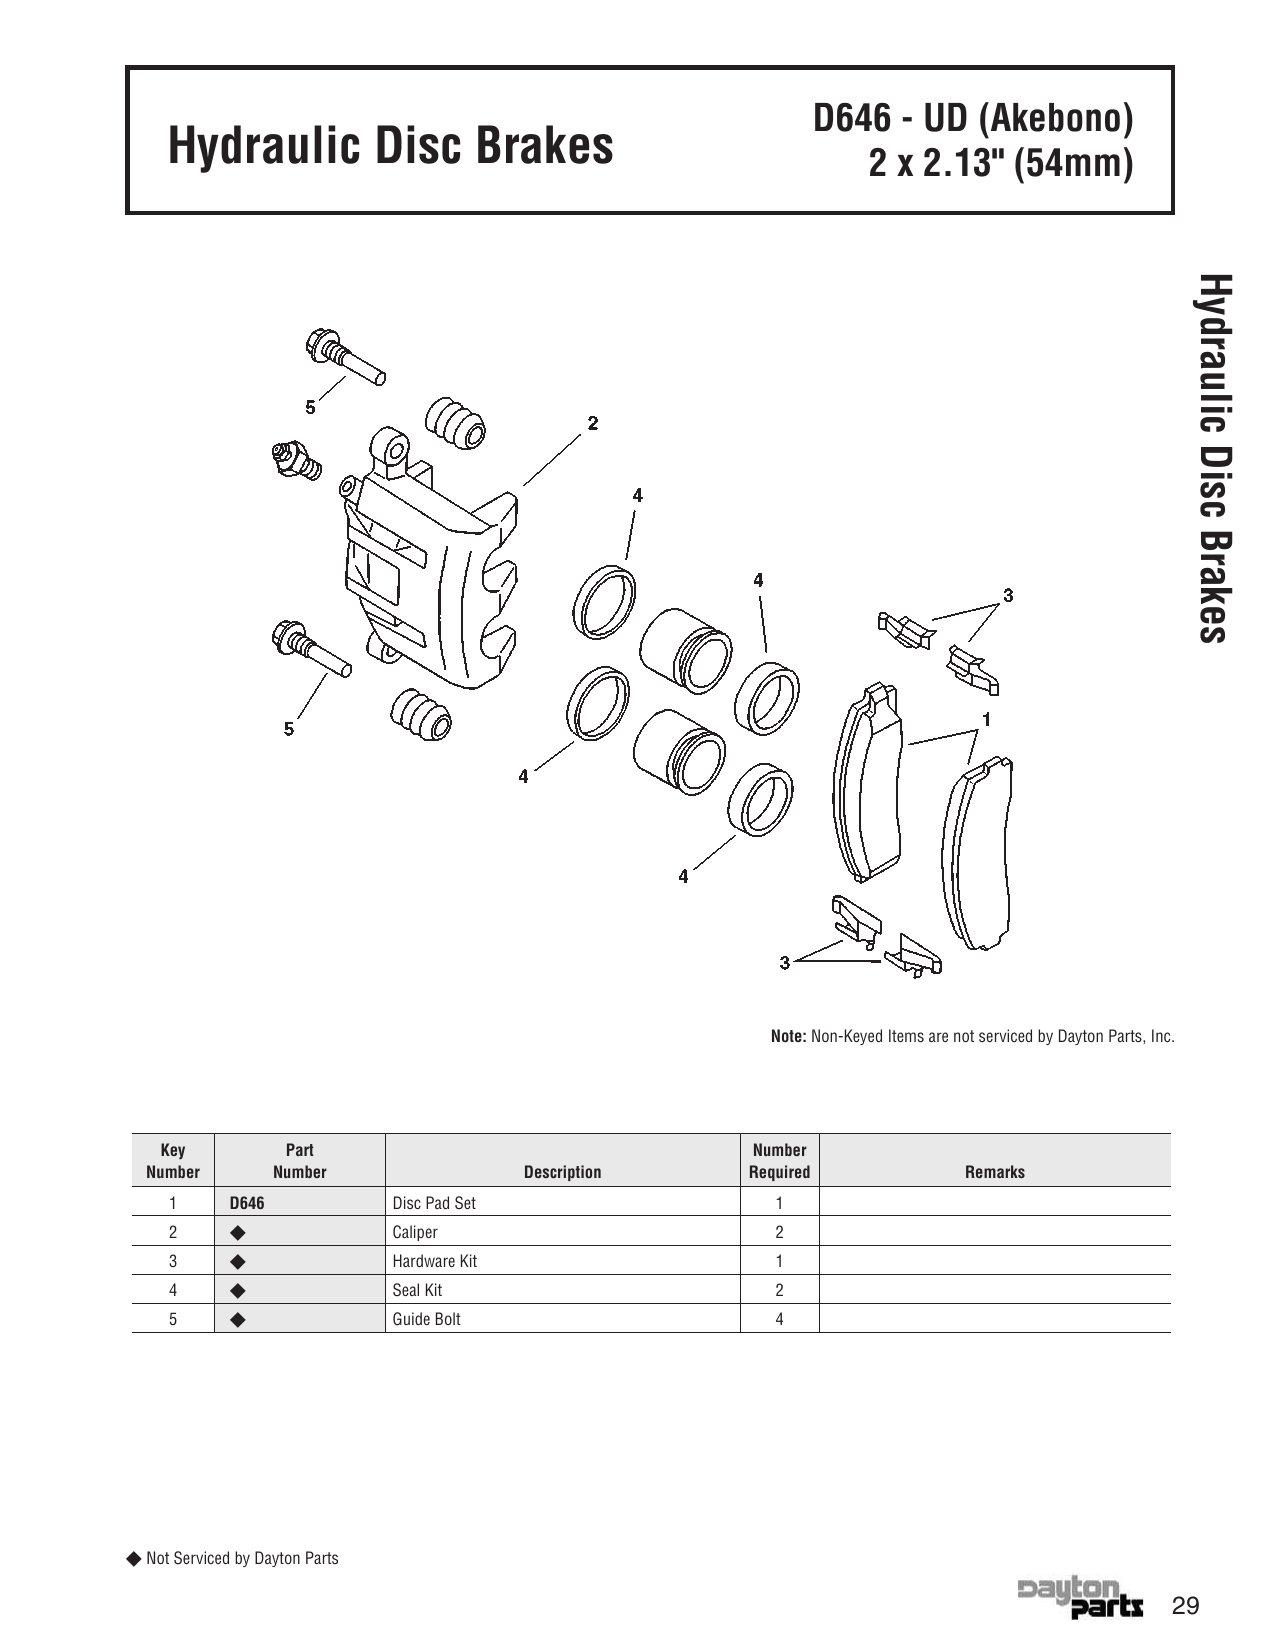 Hydraulic Disc Brakes
D646 - UD (Akebono)
2 x 2.13" (54mm)
Hydraulic Disc Brakes
5
2
4
4
3
1
5
4
4
3
Note: Non-Keyed Items are not serviced by Dayton Parts, Inc.
Key Number Part Number Description Number Required Remarks
1 D646 Disc Pad Set 1
2 ◆ Caliper 2
3 ◆ Hardware Kit 1
4 ◆ Seal Kit 2
5 ◆ Guide Bolt 4
◆ Not Serviced by Dayton Parts
Dayton
parts
29